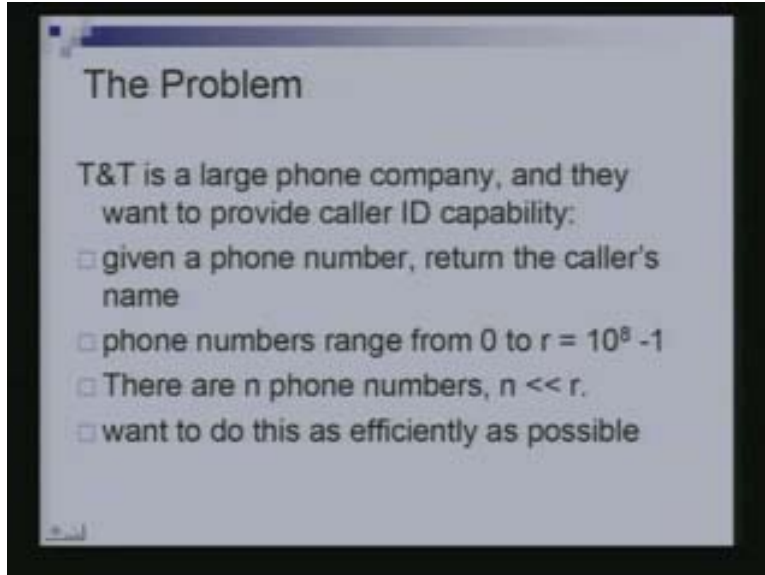 The Problem
T&T is a large phone company, and they
want to provide caller ID capability:
given a phone number, return the caller's
name
phone numbers range from 0 to r = 10⁸ -1
There are n phone numbers, n << r.
want to do this as efficiently as possible